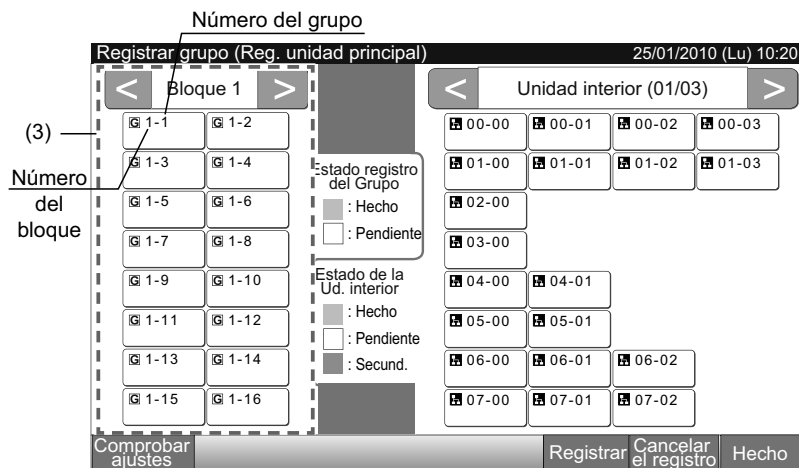 Número del grupo
Registrar grupo (Reg. unidad principal) 25/01/2010 (Lu) 10:20
< Bloque 1 > < Unidad interior (01/03) >
(3)
Número
del
bloque
G 1-1 G 1-2
G 1-3 G 1-4
G 1-5 G 1-6
G 1-7 G 1-8
G 1-9 G 1-10
G 1-11 G 1-12
G 1-13 G 1-14
G 1-15 G 1-16
Estado registro
del Grupo
: Hecho
: Pendiente
Estado de la
Ud. interior
: Hecho
: Pendiente
: Secund.
00-00 00-01 00-02 00-03
01-00 01-01 01-02 01-03
02-00
03-00
04-00 04-01
05-00 05-01
06-00 06-01 06-02
07-00 07-01 07-02
Comprobar
ajustes
Registrar
Cancelar
el registro
Hecho